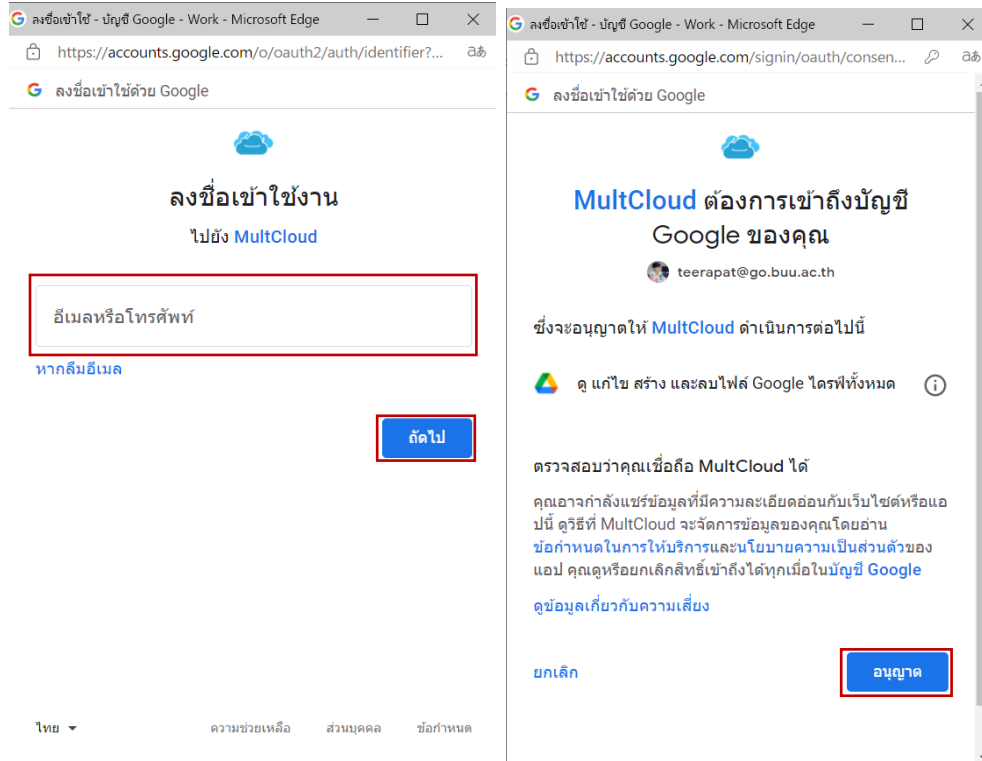 ลงชื่อเข้าใช้ - บัญชี Google - Work - Microsoft Edge
https://accounts.google.com/o/oauth2/auth/identifier?...
ลงชื่อเข้าใช้ด้วย Google
ลงชื่อเข้าใช้งาน
ไปยัง MultCloud
อีเมลหรือโทรศัพท์
หากลืมอีเมล
ถัดไป
ไทย
ความช่วยเหลือ
ส่วนบุคคล
ข้อกำหนด
ลงชื่อเข้าใช้ - บัญชี Google - Work - Microsoft Edge
https://accounts.google.com/signin/oauth/consen...
ลงชื่อเข้าใช้ด้วย Google
MultCloud ต้องการเข้าถึงบัญชี
Google ของคุณ
teerapat@go.buu.ac.th
ซึ่งจะอนุญาตให้ MultCloud ดำเนินการต่อไปนี้
ดู แก้ไข สร้าง และลบไฟล์ Google ไดรฟ์ทั้งหมด
ตรวจสอบว่าคุณเชื่อถือ MultCloud ได้
คุณอาจกำลังแชร์ข้อมูลที่มีความละเอียดอ่อนกับเว็บไซต์หรือแอ
ปนี้ ดูวิธีที่ MultCloud จะจัดการข้อมูลของคุณโดยอ่าน
ข้อกำหนดในการให้บริการและนโยบายความเป็นส่วนตัวของ
แอป คุณดูหรือยกเลิกสิทธิ์เข้าถึงได้ทุกเมื่อในบัญชี Google
ดูข้อมูลเกี่ยวกับความเสี่ยง
ยกเลิก
อนุญาต